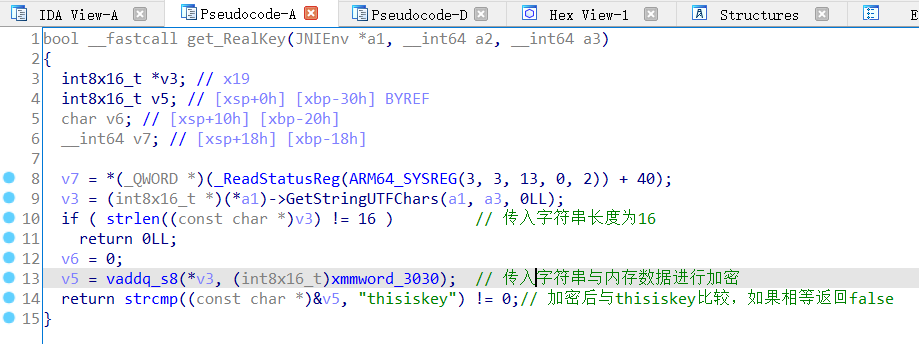 IDA View-A Pseudocode-A Pseudocode-D Hex View-1 Structures E
1 bool __fastcall get_RealKey(JNIEnv *a1, __int64 a2, __int64 a3)
2 {
3 int8x16_t *v3; // x19
4 int8x16_t v5; // [xsp+0h] [xbp-30h] BYREF
5 char v6; // [xsp+10h] [xbp-20h]
6 __int64 v7; // [xsp+18h] [xbp-18h]
7
8 v7 = *(_QWORD *)(_ReadStatusReg(ARM64_SYSREG(3, 3, 13, 0, 2)) + 40);
9 v3 = (int8x16_t *)(*a1)->GetStringUTFChars(a1, a3, 0LL);
10 if ( strlen((const char *)v3) != 16 ) // 传入字符串长度为16
11 return 0LL;
12 v6 = 0;
13 v5 = vaddq_s8(*v3, (int8x16_t)xmmword_3030); // 传入字符串与内存数据进行加密
14 return strcmp((const char *)&v5, "thisiskey") != 0;// 加密后与thisiskey比较，如果相等返回false
15 }